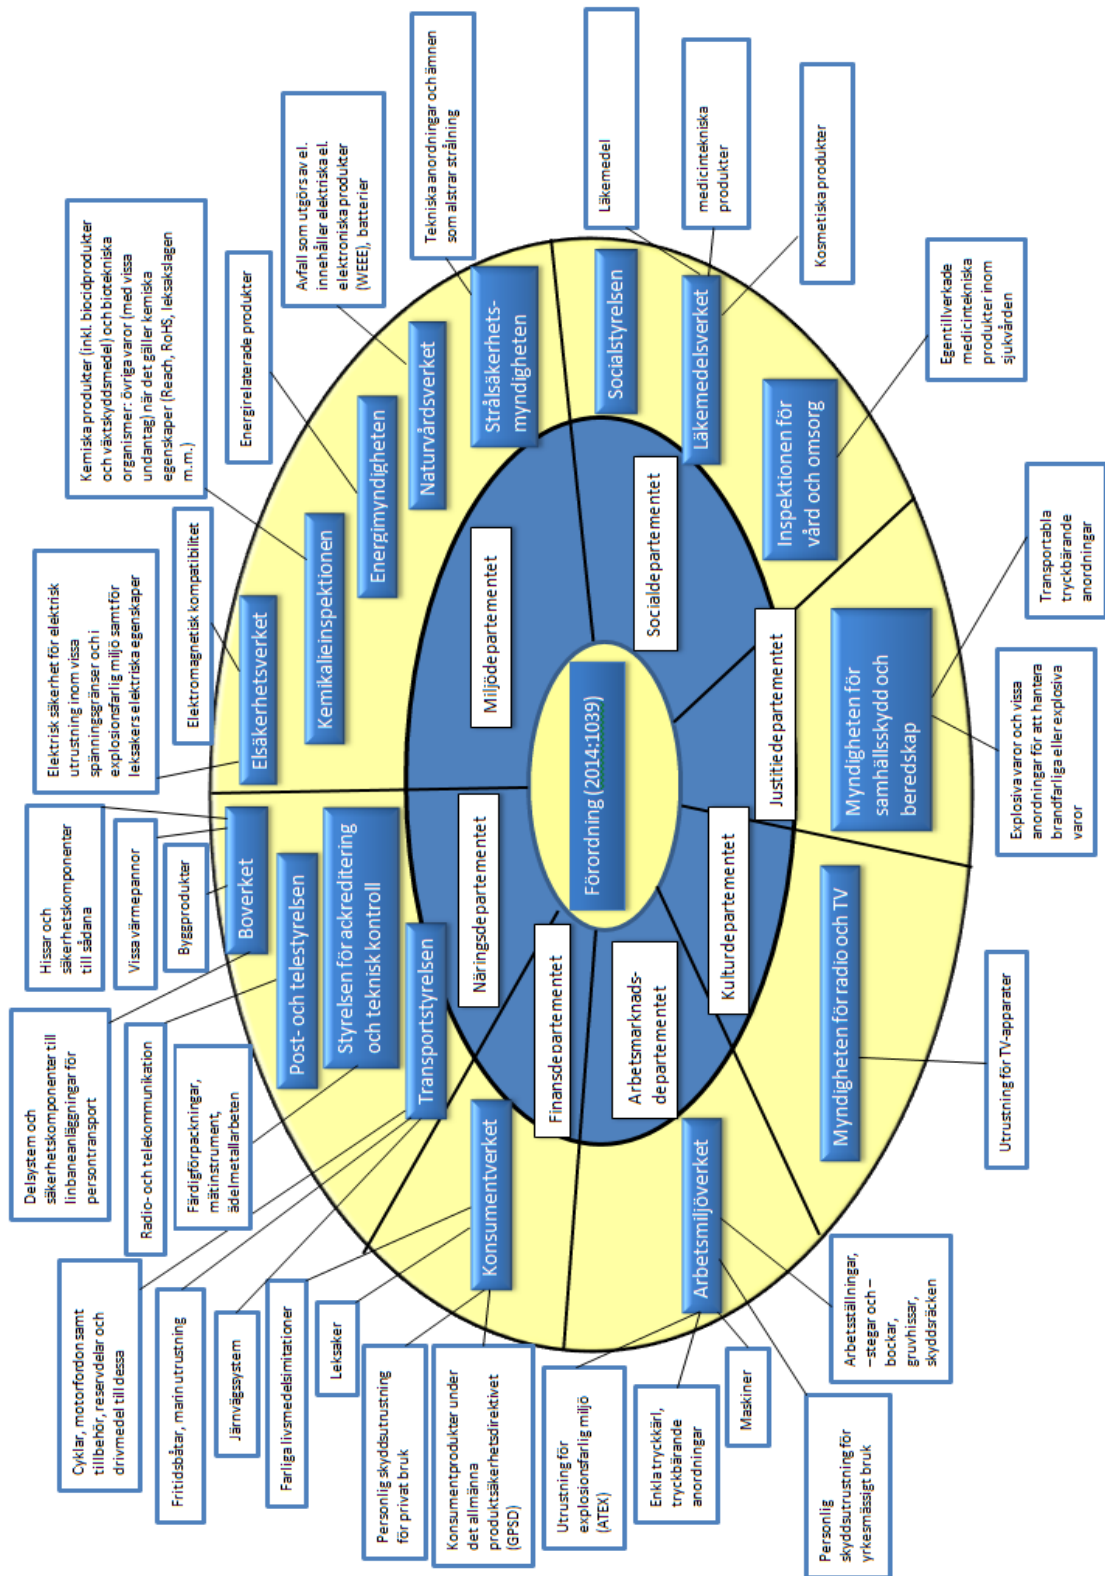 Cyklar, motorfordon samt
tillbehör, reservdelar och
drivmedel till dessa
Fritidsbåtar, marin utrustning
Järnvägssystem
Farliga livsmedelsimitationer
Leksaker
Personlig skyddsutrustning
för privat bruk
Konsumentprodukter under
det allmänna
produktsäkerhetsdirektivet
(GPSD)
Utrustning för
explosionsfarlig miljö
(ATEX)
Enkla tryckkärl,
tryckbärande
anordningar
Maskiner
Personlig
skyddsutrustning för
yrkesmässigt bruk
Arbetsställningar,
–stegar och –
bockar,
gruvhissar,
skyddsräcken
Delsystem och
säkerhetskomponenter till
linbaneanläggningar för
persontransport
Radio- och telekommunikation
Färdigförpackningar,
mätinstrument,
ädelmetallarbeten
Hissar och
säkerhetskomponenter
till sådana
Vissa värmepannor
Byggprodukter
Boverket
Post- och telestyrelsen
Styrelsen för ackreditering
och teknisk kontroll
Transportstyrelsen
Konsumentverket
Arbetsmiljöverket
Myndigheten för radio och TV
Utrustning för TV-apparater
Näringsdepartementet
Finansdepartementet
Arbetsmarknads-
departementet
Kulturdepartementet
Justitiedepartementet
Förordning (2014:1039)
Miljödepartementet
Socialdepartementet
Elektrisk säkerhet för elektrisk
utrustning inom vissa
spänningsgränser och i
explosionsfarlig miljö samt för
leksakers elektriska egenskaper
Elektromagnetisk kompatibilitet
Kemiska produkter (inkl. biocidprodukter
och växtskyddsmedel) och biotekniska
organismer: övriga varor (med vissa
undantag) när det gäller kemiska
egenskaper (Reach, RoHS, leksakslagen
m.m.)
Energirelaterade produkter
Avfall som utgörs av el.
innehåller elektriska el.
elektroniska produkter
(WEEE), batterier
Tekniska anordningar och ämnen
som alstrar strålning
Elsäkerhetsverket
Kemikalieinspektionen
Energimyndigheten
Naturvårdsverket
Strålsäkerhets-
myndigheten
Socialstyrelsen
Läkemedelsverket
Inspektionen för
vård och omsorg
Myndigheten för
samhällsskydd och
beredskap
Läkemedel
medicintekniska
produkter
Kosmetiska produkter
Egentillverkade
medicintekniska
produkter inom
sjukvården
Transportabla
tryckbärande
anordningar
Explosiva varor och vissa
anordningar för att hantera
brandfarliga eller explosiva
varor